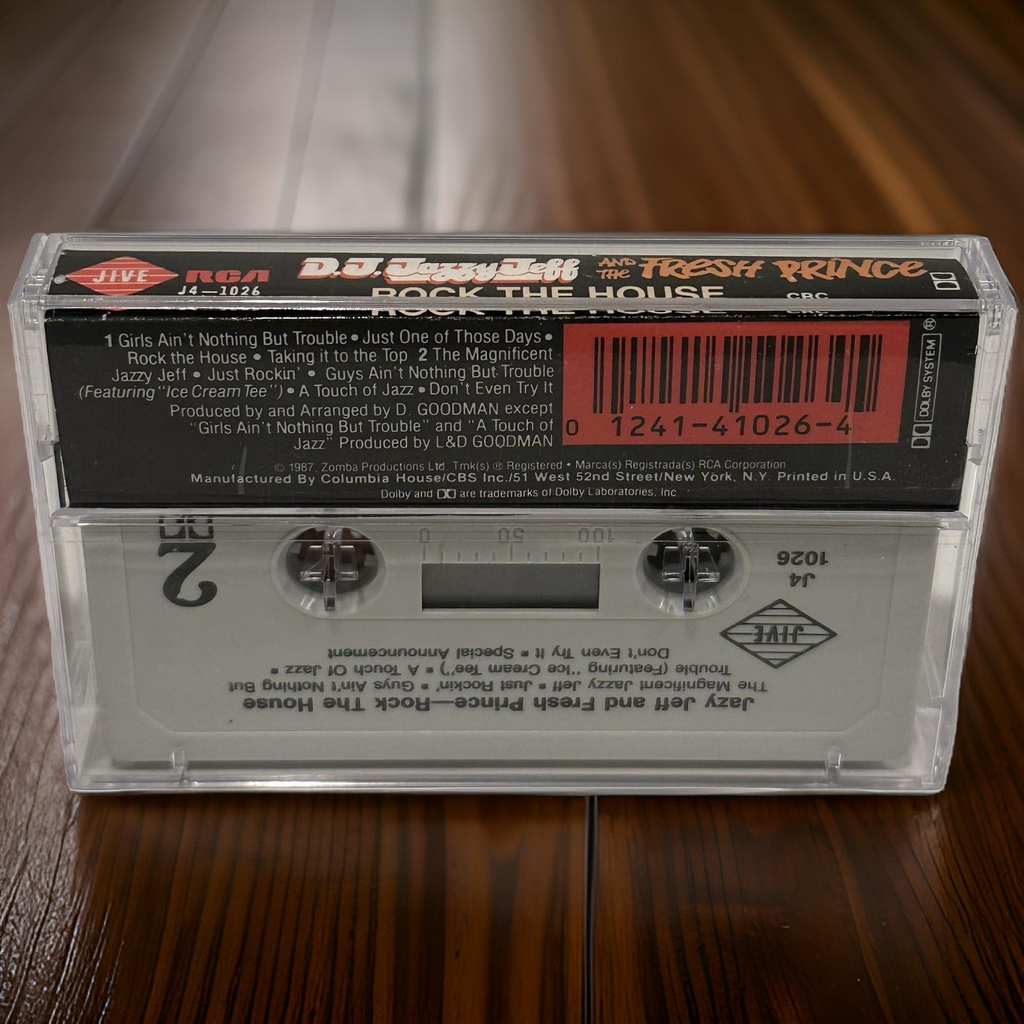 JIVE
RCA
J4—1026
D.J. Jazzy Jeff AND THE FRESH PRINCE
ROCK THE HOUSE
CRC
1 Girls Ain't Nothing But Trouble • Just One of Those Days •
Rock the House • Taking it to the Top 2 The Magnificent
Jazzy Jeff • Just Rockin' • Guys Ain't Nothing But Trouble
(Featuring "Ice Cream Tee") • A Touch of Jazz • Don't Even Try It
Produced by and Arranged by D. GOODMAN except
"Girls Ain't Nothing But Trouble" and "A Touch of
Jazz" Produced by L&D GOODMAN
0 1241-41026-4
DOLBY SYSTEM ®
© 1987, Zomba Productions Ltd. Tmk(s) ® Registered • Marca(s) Registrada(s) RCA Corporation
Manufactured By Columbia House/CBS Inc./51 West 52nd Street/New York, N.Y. Printed in U.S.A.
Dolby and are trademarks of Dolby Laboratories, Inc
Jazy Jeff and Fresh Prince—Rock The House
The Magnificent Jazzy Jeff • Just Rockin' • Guys Ain't Nothing But
Trouble (Featuring "Ice Cream Tee") • A Touch Of Jazz •
Don't Even Try It • Special Announcement
JIVE
J4
1026
100 50 0
2